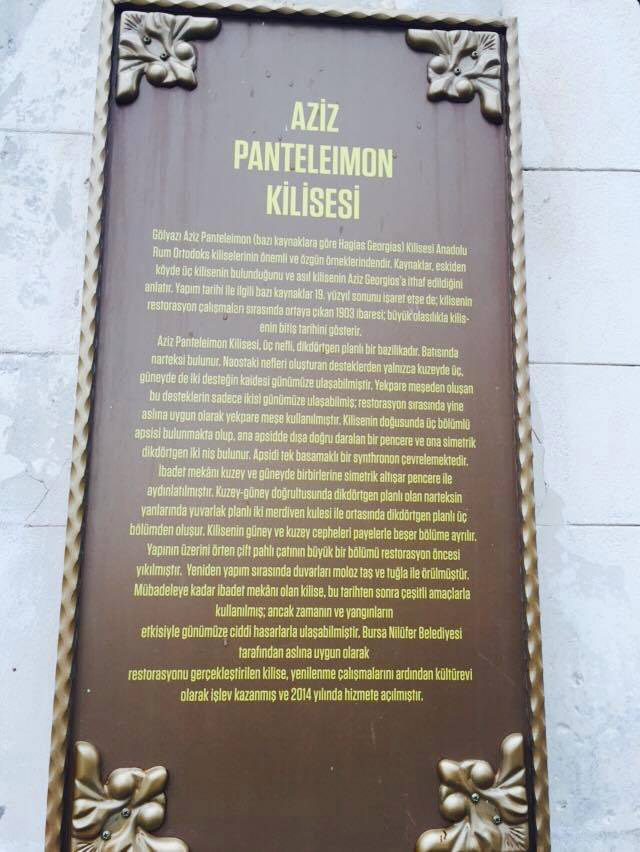 AZİZ
PANTELEIMON
KİLİSESİ
Gölyazı Aziz Panteleimon (bazı kaynaklara göre Hagias Georgias) Kilisesi Anadolu
Rum Ortodoks kiliselerinin önemli ve özgün örneklerindendir. Kaynaklar, eskiden
köyde üç kilisenin bulunduğunu ve asıl kilisenin Aziz Georgios'a ithaf edildiğini
anlatır. Yapım tarihi ile ilgili bazı kaynaklar 19. yüzyıl sonunu işaret etse de; kilisenin
restorasyon çalışmaları sırasında ortaya çıkan 1903 ibaresi; büyük olasılıkla kilis-
enin bitiş tarihini gösterir.
Aziz Panteleimon Kilisesi, üç nefli, dikdörtgen planlı bir bazilikadır. Batısında
narteksi bulunur. Naostaki nefleri oluşturan desteklerden yalnızca kuzeyde üç,
güneyde de iki desteğin kaidesi günümüze ulaşabilmiştir. Yekpare meşeden oluşan
bu desteklerin sadece ikisi günümüze ulaşabilmiş; restorasyon sırasında yine
aslına uygun olarak yekpare meşe kullanılmıştır. Kilisenin doğusunda üç bölümlü
apsisi bulunmakta olup, ana apsidde dışa doğru daralan bir pencere ve ona simetrik
dikdörtgen iki niş bulunur. Apsidi tek basamaklı bir synthronon çevrelemektedir.
İbadet mekânı kuzey ve güneyde birbirlerine simetrik altışar pencere ile
aydınlatılmıştır. Kuzey-güney doğrultusunda dikdörtgen planlı olan narteksin
yanlarında yuvarlak planlı iki merdiven kulesi ile ortasında dikdörtgen planlı üç
bölümden oluşur. Kilisenin güney ve kuzey cepheleri payelerle beşer bölüme ayrılır.
Yapının üzerini örten çift pahlı çatının büyük bir bölümü restorasyon öncesi
yıkılmıştır. Yeniden yapım sırasında duvarları moloz taş ve tuğla ile örülmüştür.
Mübadeleye kadar ibadet mekânı olan kilise, bu tarihten sonra çeşitli amaçlarla
kullanılmış; ancak zamanın ve yangınların
etkisiyle günümüze ciddi hasarlarla ulaşabilmiştir. Bursa Nilüfer Belediyesi
tarafından aslına uygun olarak
restorasyonu gerçekleştirilen kilise, yenilenme çalışmalarını ardından kültürevi
olarak işlev kazanmış ve 2014 yılında hizmete açılmıştır.